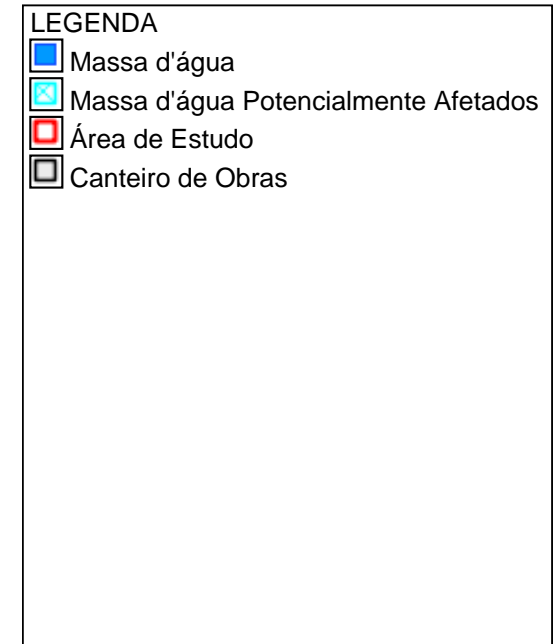 LEGENDA
Massa d'água
Massa d'água Potencialmente Afetados
Área de Estudo
Canteiro de Obras